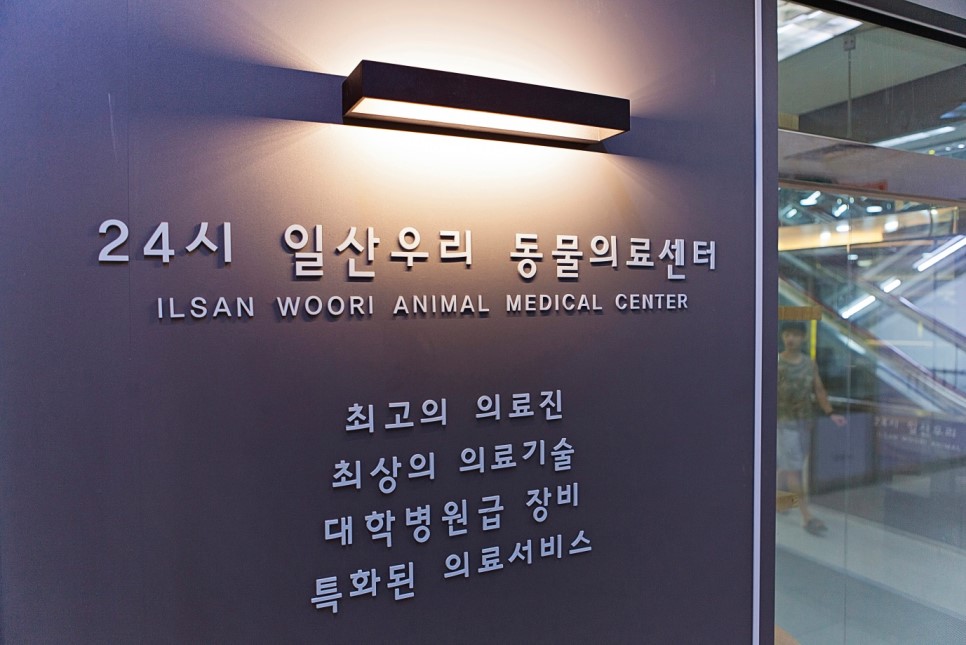 24시 일산우리 동물의료센터
ILSAN WOORI ANIMAL MEDICAL CENTER
최고의 의료진
최상의 의료기술
대학병원급 장비
특화된 의료서비스